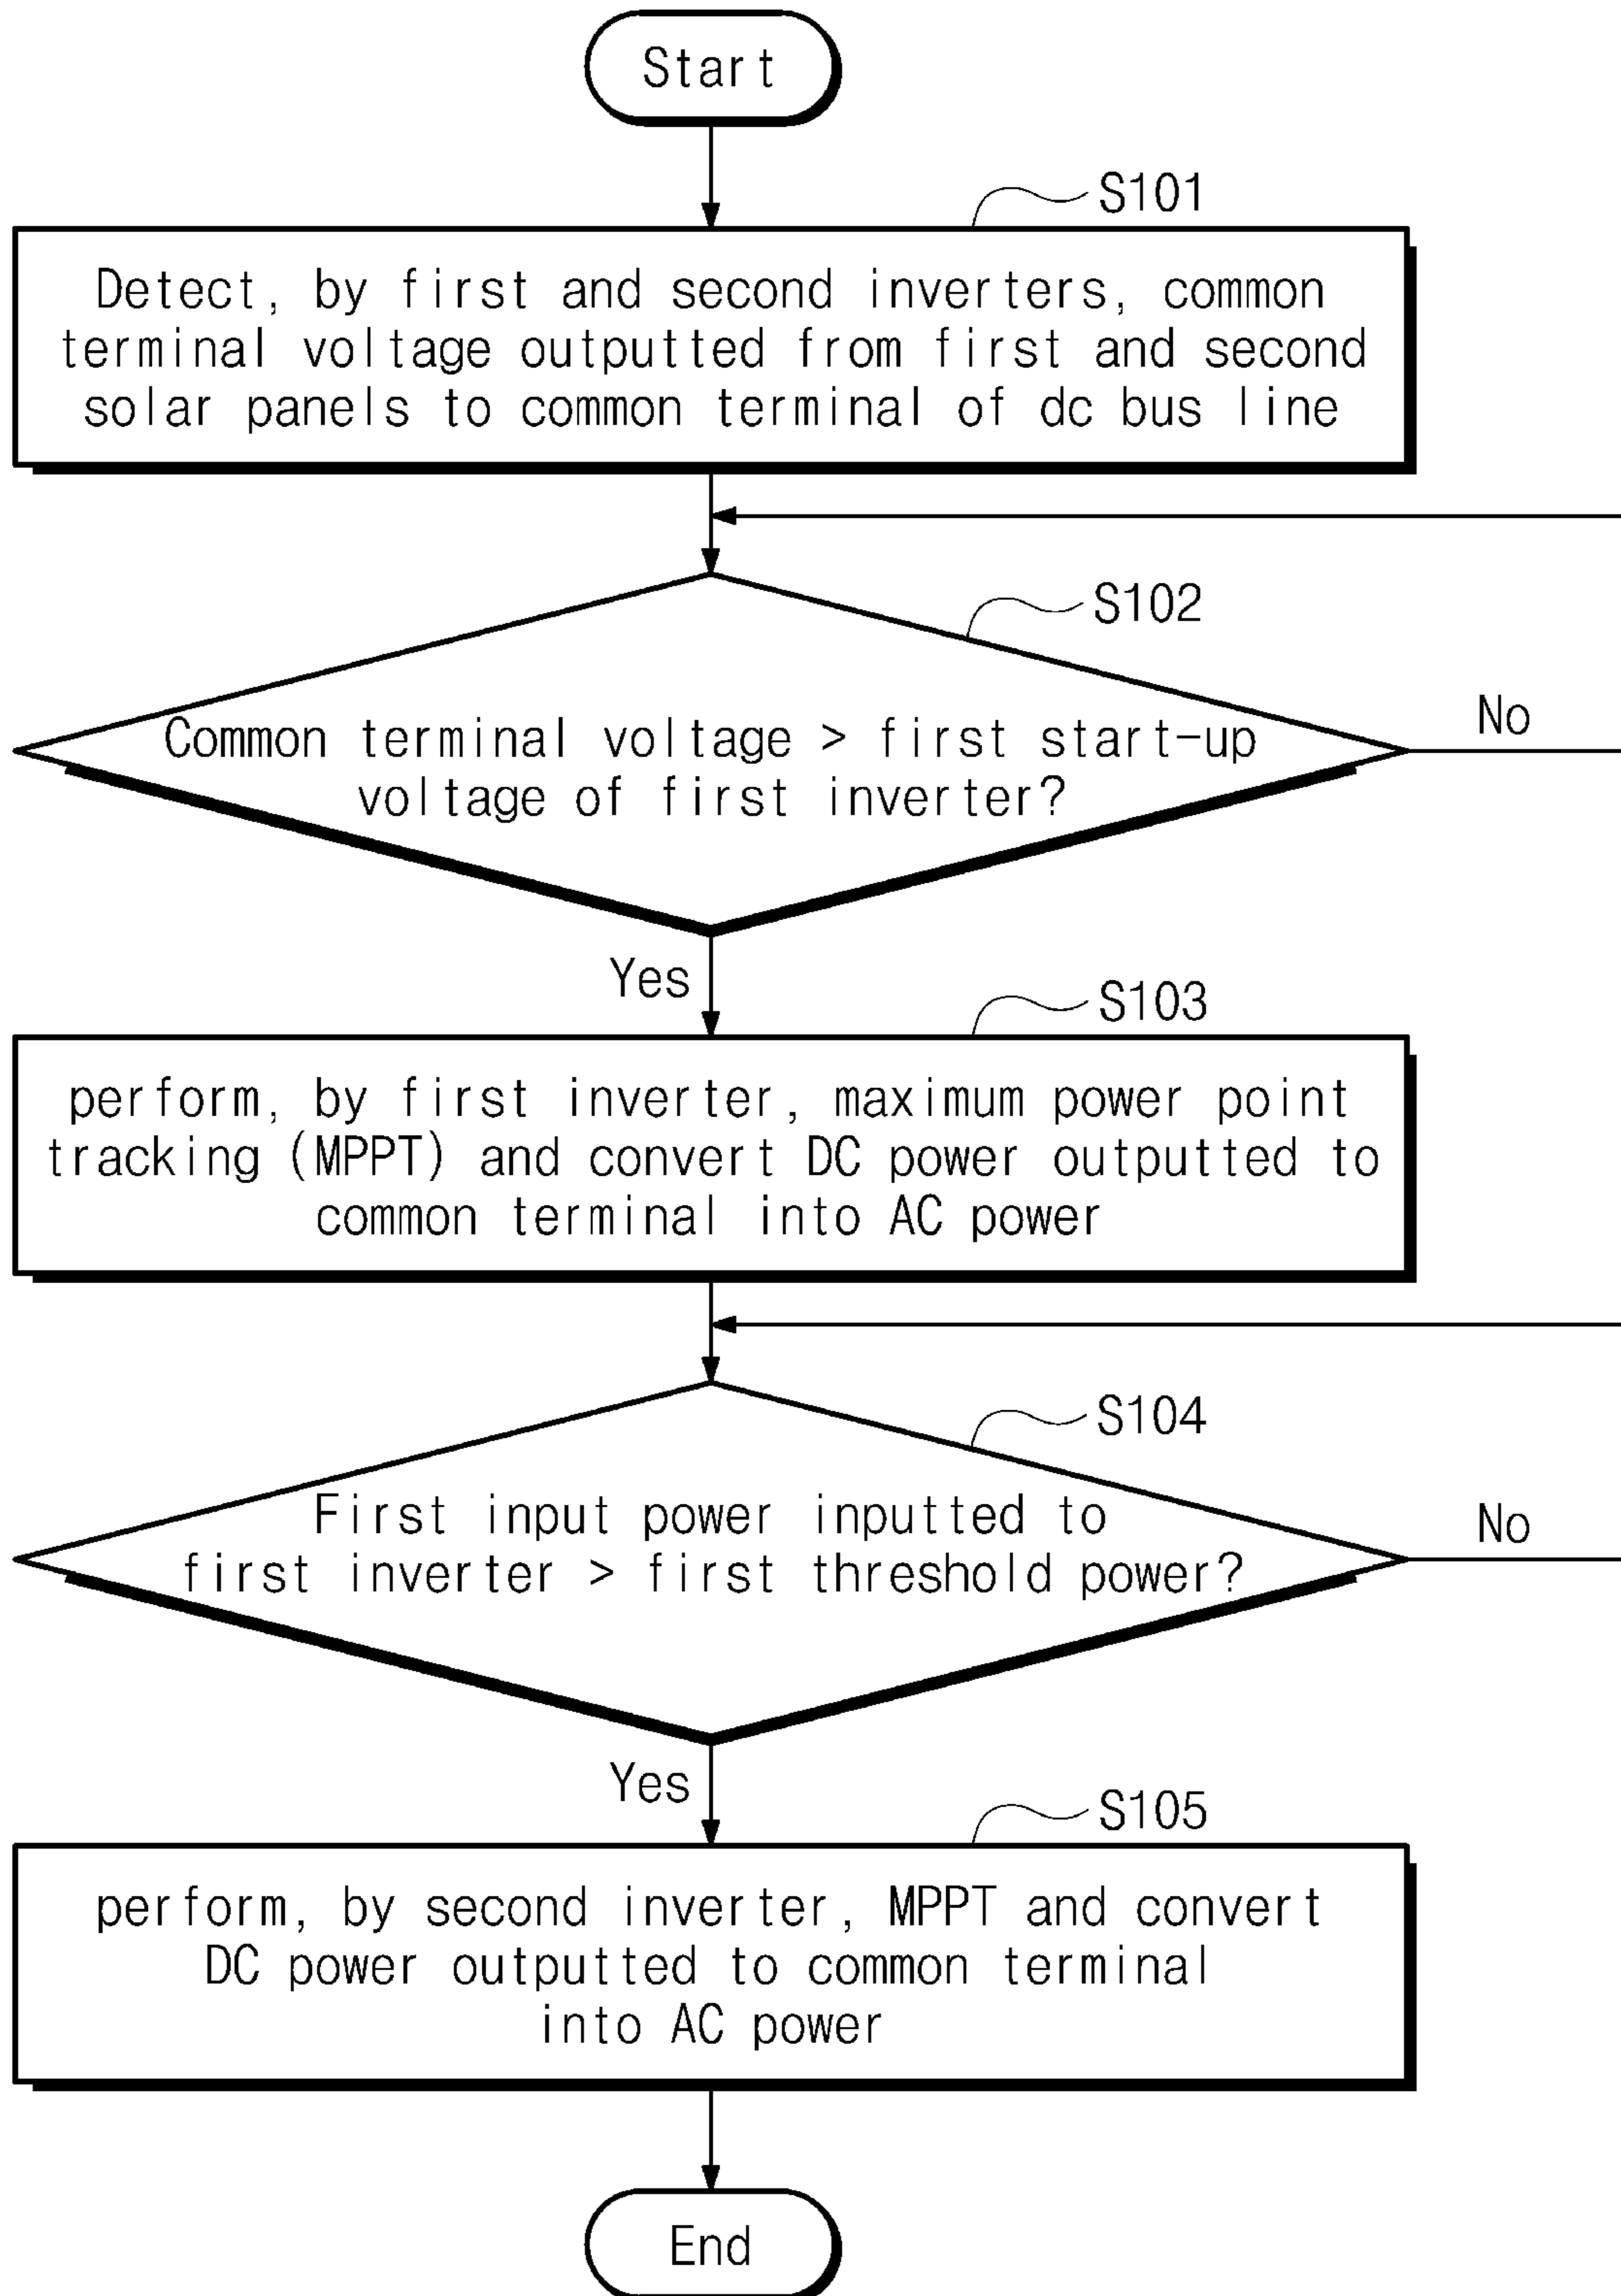 Start
S101
Detect, by first and second inverters, common
terminal voltage outputted from first and second
solar panels to common terminal of dc bus line
S102
Common terminal voltage > first start-up
voltage of first inverter?
No
Yes
S103
perform, by first inverter, maximum power point
tracking (MPPT) and convert DC power outputted to
common terminal into AC power
S104
First input power inputted to
first inverter > first threshold power?
No
Yes
S105
perform, by second inverter, MPPT and convert
DC power outputted to common terminal
into AC power
End